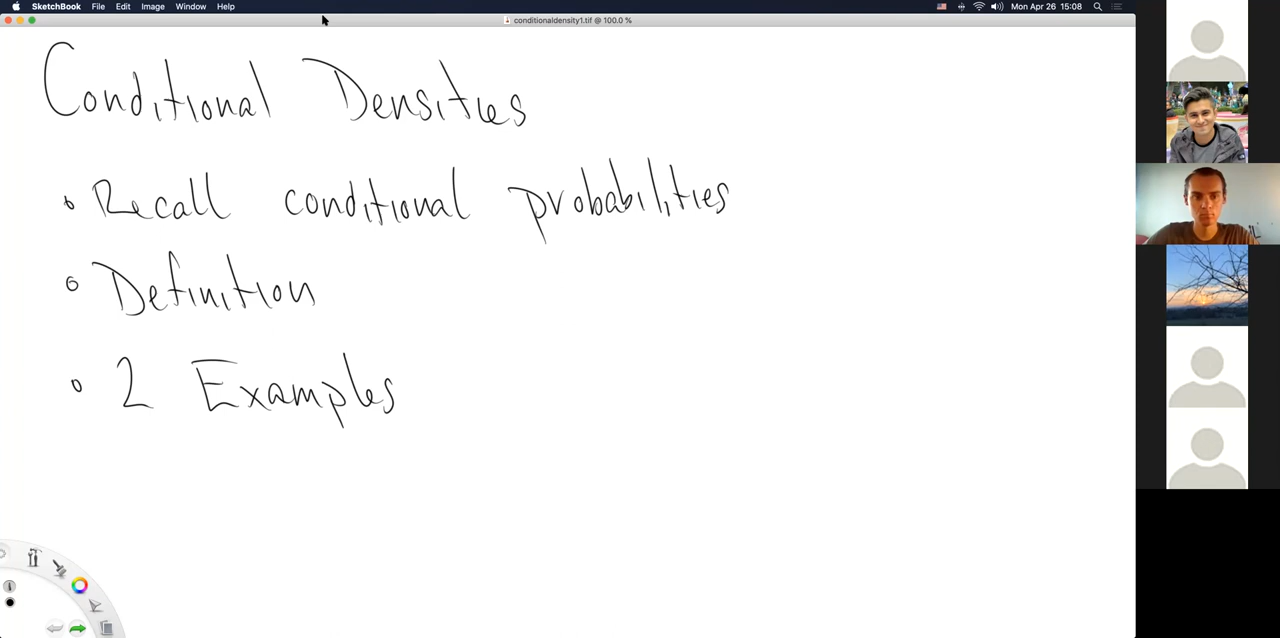 SketchBook File Edit Image Window Help Mon Apr 26 15:08
conditionaldensity1.tif @ 100.0 %
Conditional Densities
Recall conditional probabilities
Definition
2 Examples